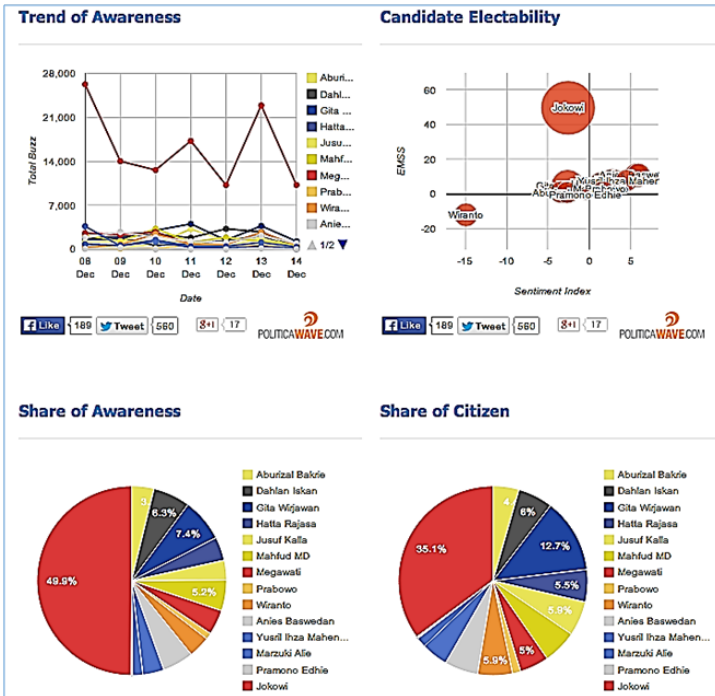 Trend of Awareness
28,000
21,000
14,000
7,000
0
Total Buzz
08 Dec
09 Dec
10 Dec
11 Dec
12 Dec
13 Dec
14 Dec
Date
Aburi...
Dahl...
Gita ...
Hatta...
Jusu...
Mahf...
Meg...
Prab...
Wira...
Anie...
1/2
Like 189 Tweet 560 g+1 17
POLITICAWAVE.COM
Candidate Electability
60
40
20
0
-20
EMSS
Jokowi
Yusril Ihza Mahen
Pramono Edhie
Wiranto
-15 -10 -5 0 5
Sentiment Index
Like 189 Tweet 560 g+1 17
POLITICAWAVE.COM
Share of Awareness
6.3%
7.4%
5.2%
49.9%
Aburizal Bakrie
Dahlan Iskan
Gita Wirjawan
Hatta Rajasa
Jusuf Kalla
Mahfud MD
Megawati
Prabowo
Wiranto
Anies Baswedan
Yusril Ihza Mahen...
Marzuki Alie
Pramono Edhie
Jokowi
Share of Citizen
4
6%
12.7%
5.5%
5.9%
5%
5.9%
35.1%
Aburizal Bakrie
Dahlan Iskan
Gita Wirjawan
Hatta Rajasa
Jusuf Kalla
Mahfud MD
Megawati
Prabowo
Wiranto
Anies Baswedan
Yusril Ihza Mahen...
Marzuki Alie
Pramono Edhie
Jokowi